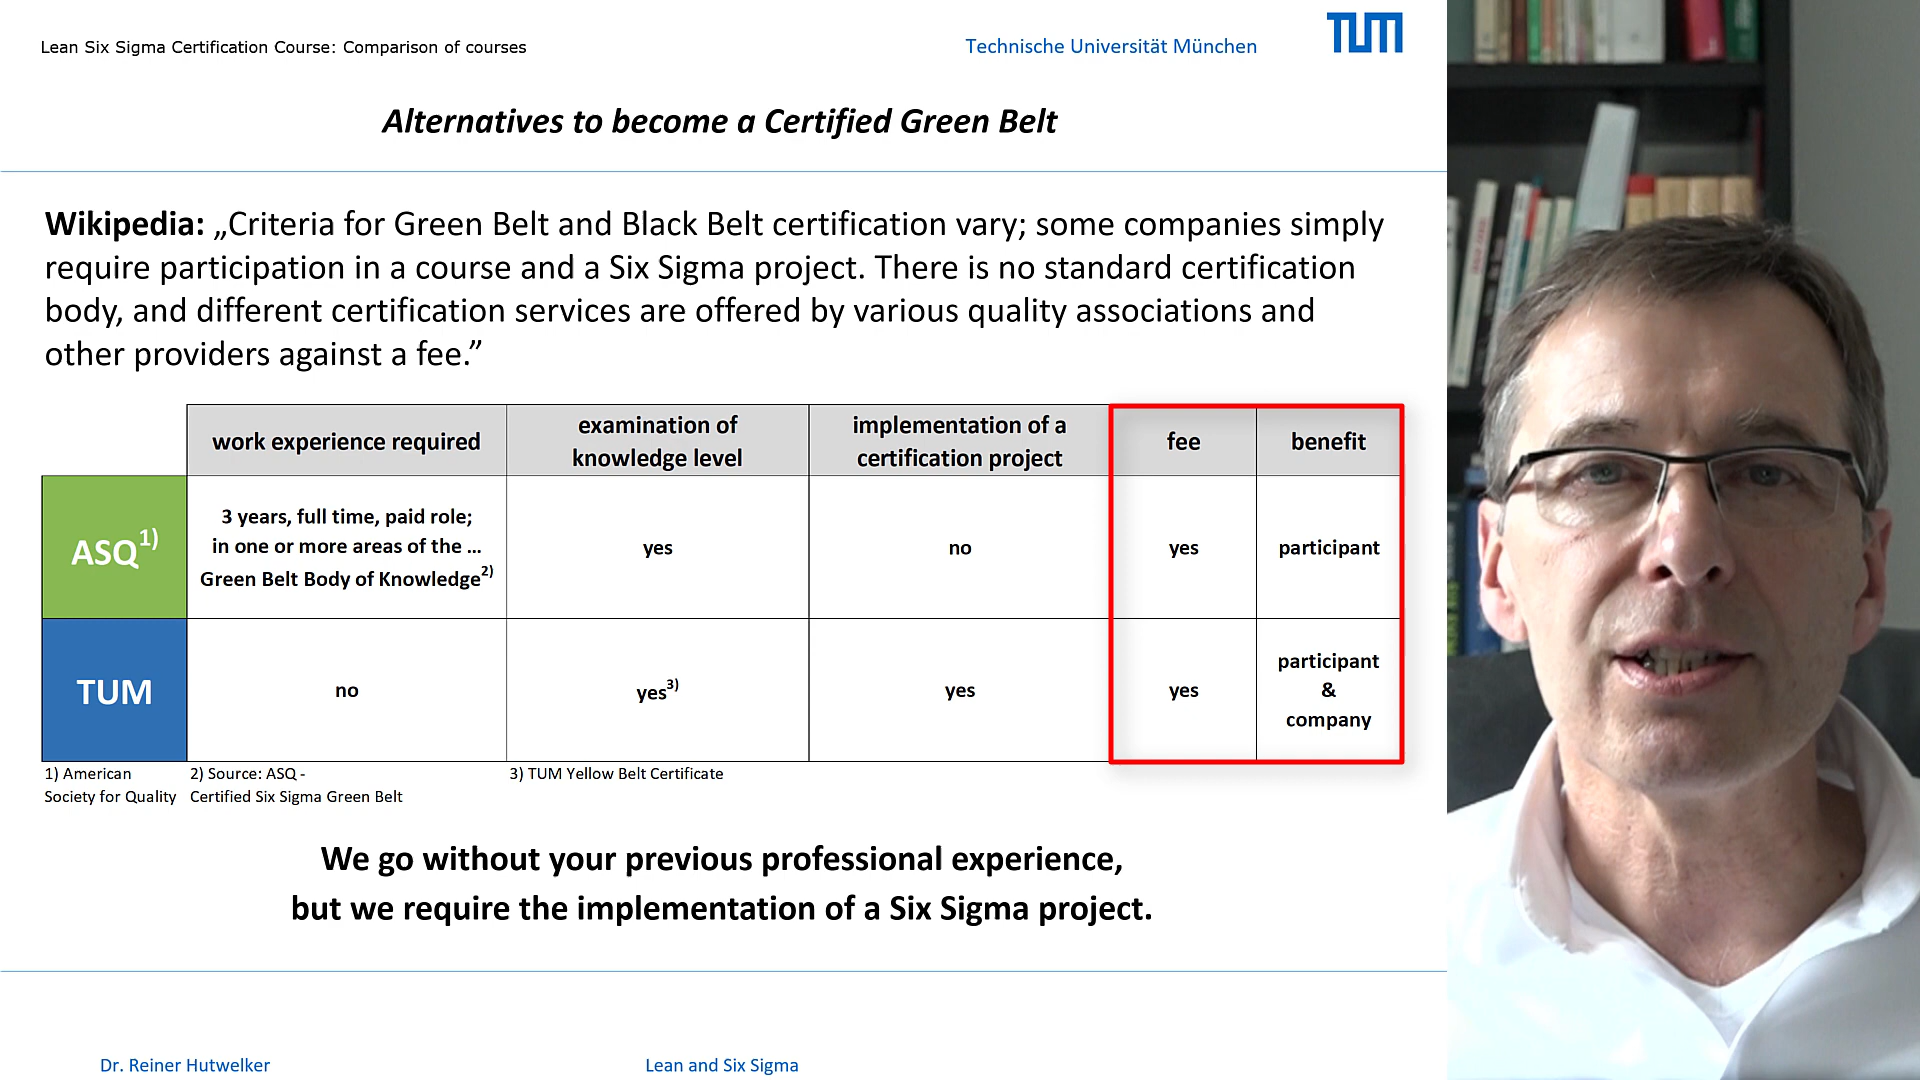 Lean Six Sigma Certification Course: Comparison of courses
Technische Universität München
TUM
Alternatives to become a Certified Green Belt
Wikipedia: „Criteria for Green Belt and Black Belt certification vary; some companies simply
require participation in a course and a Six Sigma project. There is no standard certification
body, and different certification services are offered by various quality associations and
other providers against a fee.”
work experience required
examination of
knowledge level
implementation of a
certification project
fee
benefit
ASQ1)
3 years, full time, paid role;
in one or more areas of the ...
Green Belt Body of Knowledge2)
yes
no
yes
participant
TUM
no
yes3)
yes
yes
participant
&
company
1) American
Society for Quality
2) Source: ASQ -
Certified Six Sigma Green Belt
3) TUM Yellow Belt Certificate
We go without your previous professional experience,
but we require the implementation of a Six Sigma project.
Dr. Reiner Hutwelker
Lean and Six Sigma